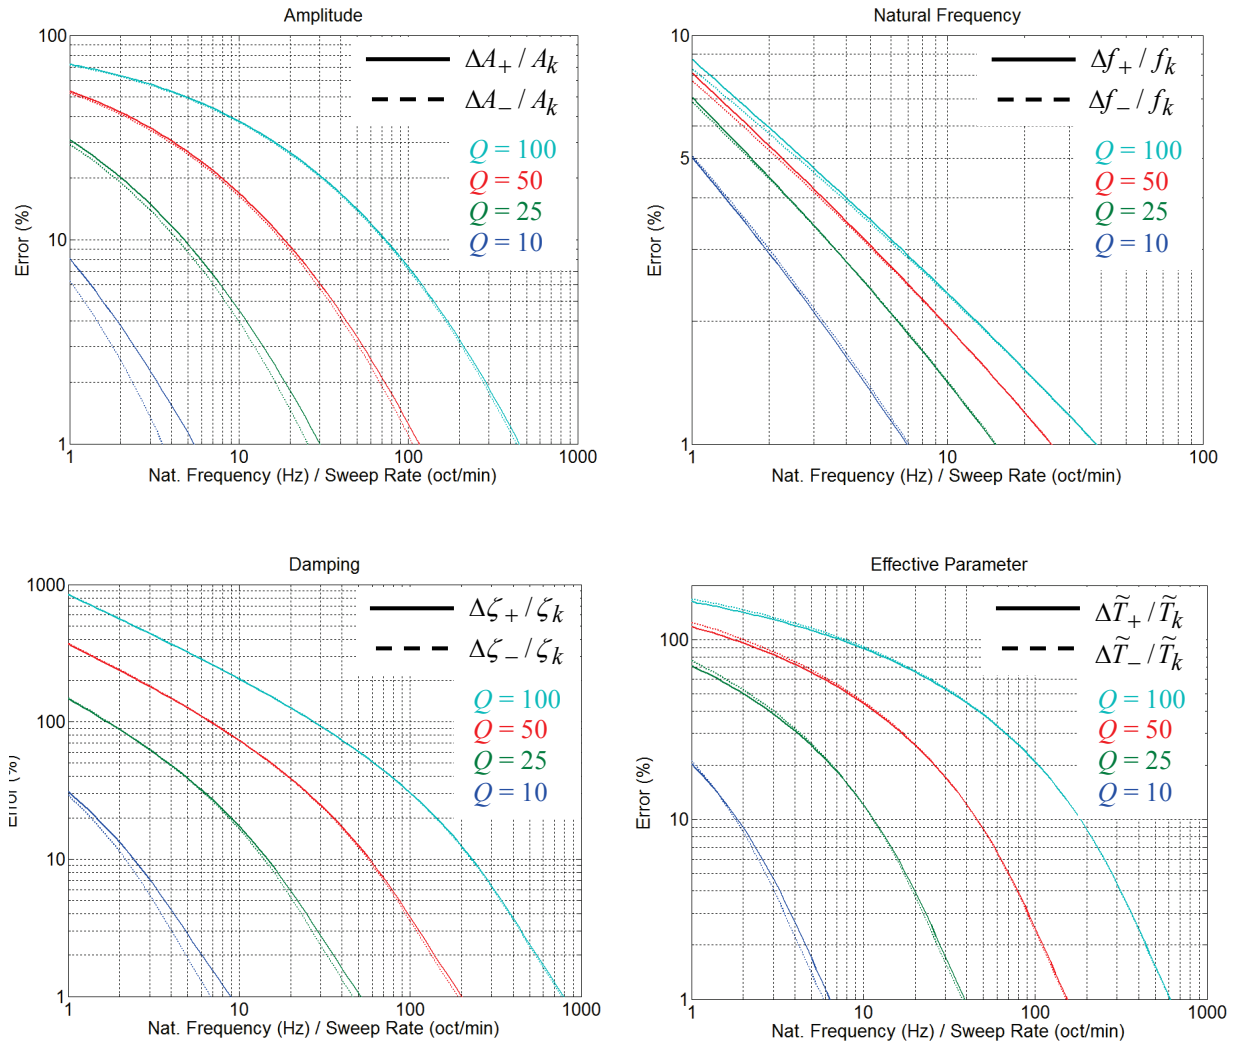 Amplitude
100
10
1
Error (%)
ΔA₊ / Aₖ
ΔA₋ / Aₖ
Q = 100
Q = 50
Q = 25
Q = 10
1 10 100 1000
Nat. Frequency (Hz) / Sweep Rate (oct/min)
Natural Frequency
10
5
1
Error (%)
Δf₊ / fₖ
Δf₋ / fₖ
Q = 100
Q = 50
Q = 25
Q = 10
1 10 100
Nat. Frequency (Hz) / Sweep Rate (oct/min)
Damping
1000
100
10
1
Error (%)
Δζ₊ / ζₖ
Δζ₋ / ζₖ
Q = 100
Q = 50
Q = 25
Q = 10
1 10 100 1000
Nat. Frequency (Hz) / Sweep Rate (oct/min)
Effective Parameter
100
10
1
Error (%)
ΔT̃₊ / T̃ₖ
ΔT̃₋ / T̃ₖ
Q = 100
Q = 50
Q = 25
Q = 10
1 10 100 1000
Nat. Frequency (Hz) / Sweep Rate (oct/min)